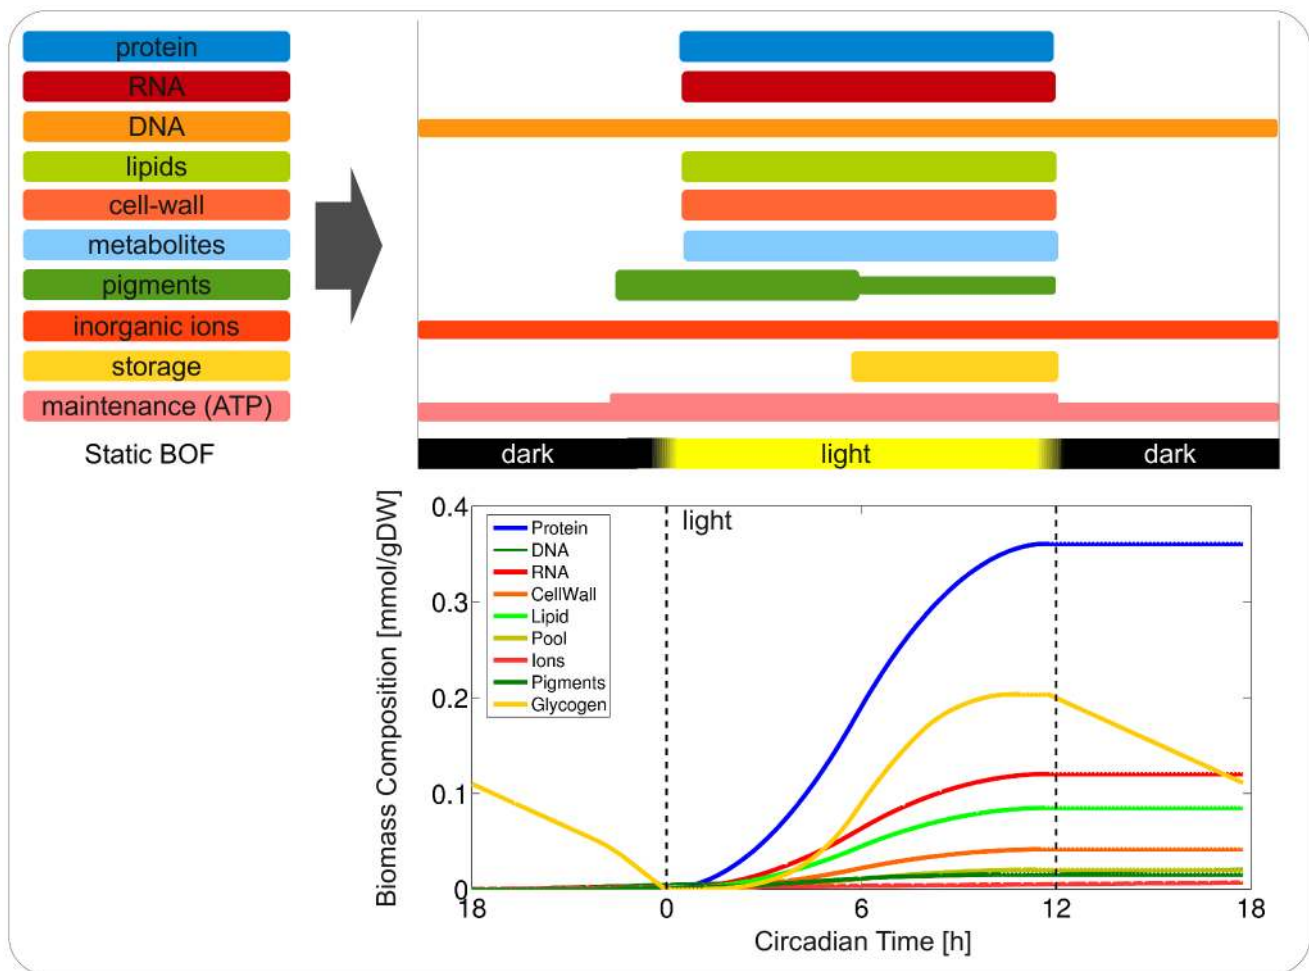 protein
RNA
DNA
lipids
cell-wall
metabolites
pigments
inorganic ions
storage
maintenance (ATP)
Static BOF
dark light dark
light
Protein
DNA
RNA
CellWall
Lipid
Pool
Ions
Pigments
Glycogen
Biomass Composition [mmol/gDW]
0.4
0.3
0.2
0.1
0
18 0 6 12 18
Circadian Time [h]